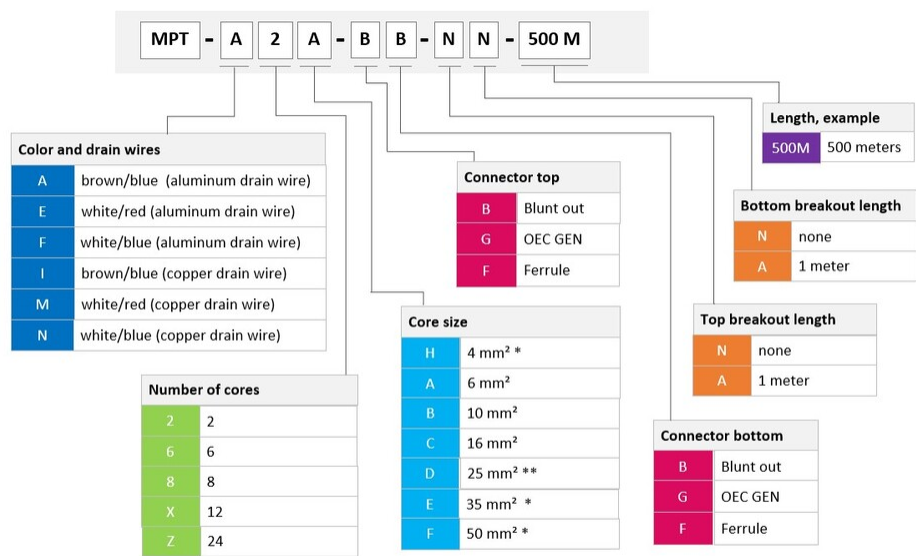 MPT - A 2 A - B B - N N - 500 M
Length, example
500M 500 meters
Color and drain wires
A brown/blue (aluminum drain wire)
E white/red (aluminum drain wire)
F white/blue (aluminum drain wire)
I brown/blue (copper drain wire)
M white/red (copper drain wire)
N white/blue (copper drain wire)
Connector top
B Blunt out
G OEC GEN
F Ferrule
Bottom breakout length
N none
A 1 meter
Core size
H 4 mm² *
A 6 mm²
B 10 mm²
C 16 mm²
D 25 mm² **
E 35 mm² *
F 50 mm² *
Top breakout length
N none
A 1 meter
Number of cores
2 2
6 6
8 8
X 12
Z 24
Connector bottom
B Blunt out
G OEC GEN
F Ferrule